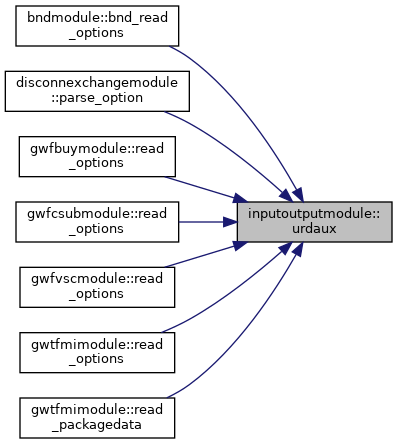 bndmodule::bnd_read
_options
disconnexchangemodule
::parse_option
gwfbuymodule::read
_options
gwfcsubmodule::read
_options
inputoutputmodule::
urdaux
gwfvscmodule::read
_options
gwtfmimodule::read
_options
gwtfmimodule::read
_packagedata